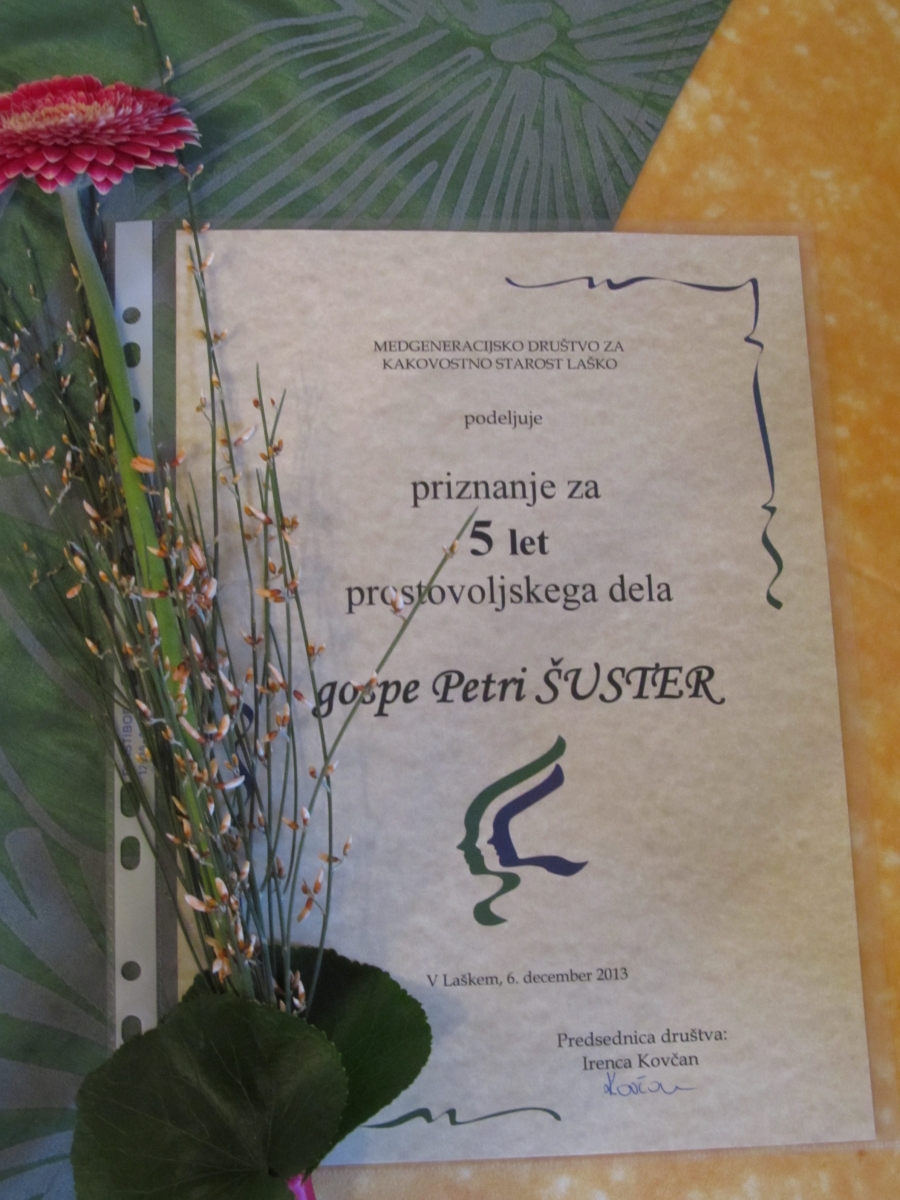 MEDGENERACIJSKO DRUŠTVO ZA
KAKOVOSTNO STAROST LAŠKO
podeljuje
priznanje za
5 let
prostovoljskega dela
gospe Petri ŠUSTER
V Laškem, 6. december 2013
Predsednica društva:
Irenca Kovčan